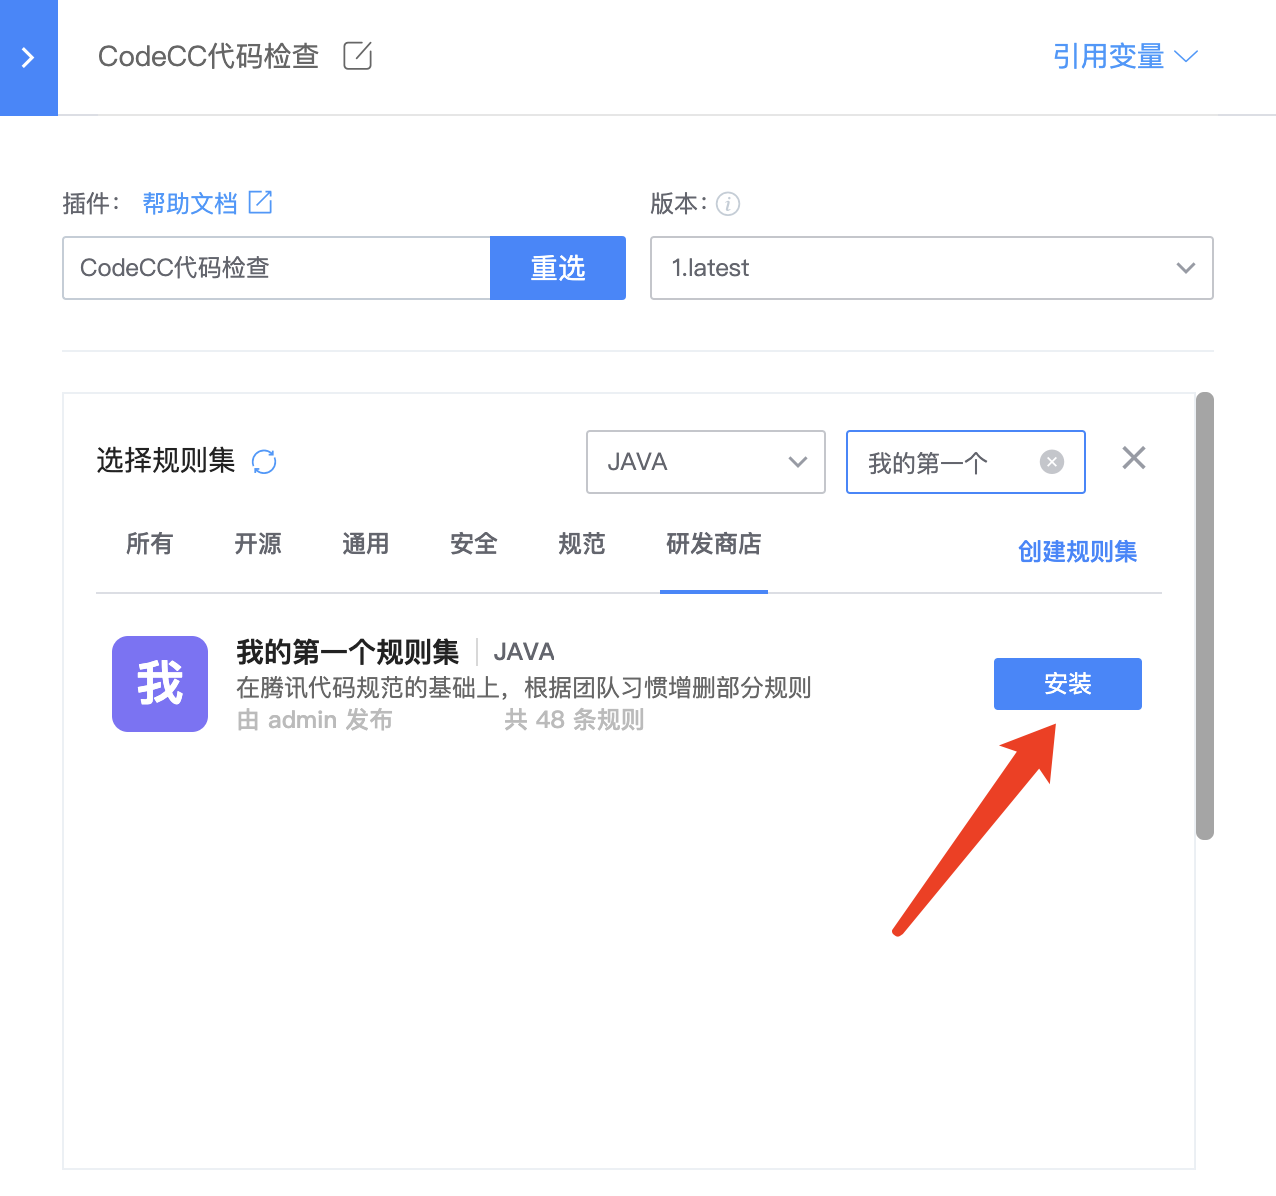 CodeCC代码检查
引用变量
插件： 帮助文档
版本：
CodeCC代码检查
重选
1.latest
选择规则集
JAVA
我的第一个
所有 开源 通用 安全 规范 研发商店
创建规则集
我
我的第一个规则集 | JAVA
在腾讯代码规范的基础上，根据团队习惯增删部分规则
由 admin 发布 共 48 条规则
安装